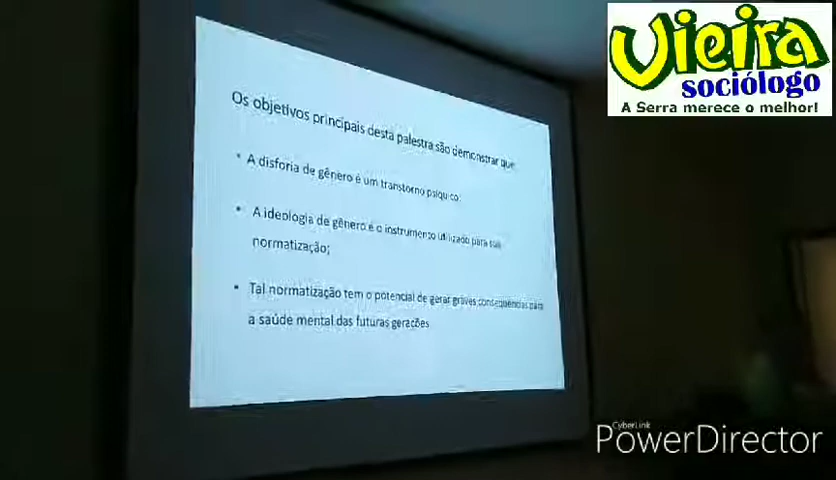 Vieira
sociólogo
A Serra merece o melhor!
Os objetivos principais desta palestra são demonstrar que:
• A disforia de gênero é um transtorno psíquico;
• A ideologia de gênero é o instrumento utilizado para sua
normatização;
• Tal normatização tem o potencial de gerar graves consequências para
a saúde mental das futuras gerações
CyberLink
PowerDirector